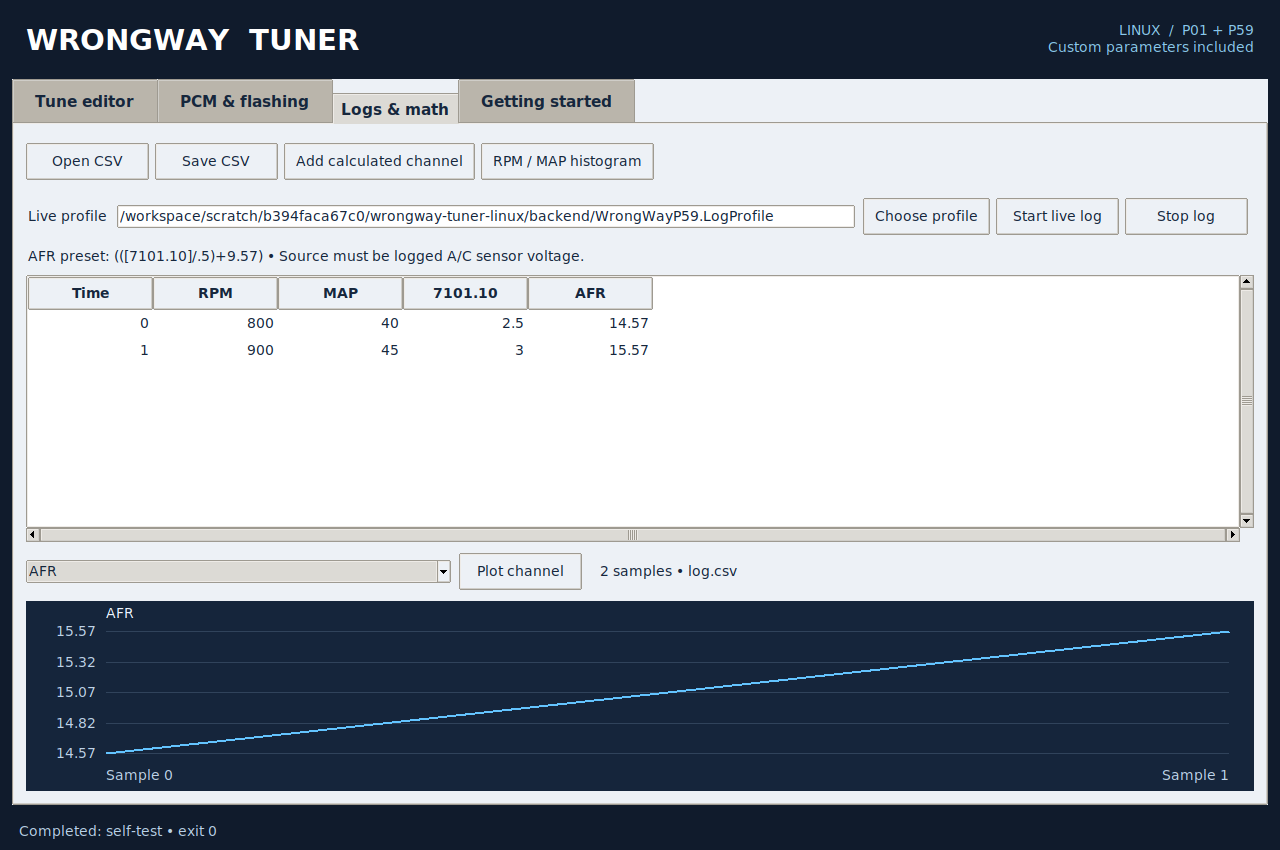 WRONGWAY TUNER
LINUX / P01 + P59
Custom parameters included
Tune editor PCM & flashing Logs & math Getting started
Open CSV Save CSV Add calculated channel RPM / MAP histogram
Live profile /workspace/scratch/b394faca67c0/wrongway-tuner-linux/backend/WrongWayP59.LogProfile Choose profile Start live log Stop log
AFR preset: (([7101.10]/.5)+9.57) • Source must be logged A/C sensor voltage.
Time RPM MAP 7101.10 AFR
0 800 40 2.5 14.57
1 900 45 3 15.57
AFR Plot channel 2 samples • log.csv
AFR
15.57
15.32
15.07
14.82
14.57
Sample 0 Sample 1
Completed: self-test • exit 0